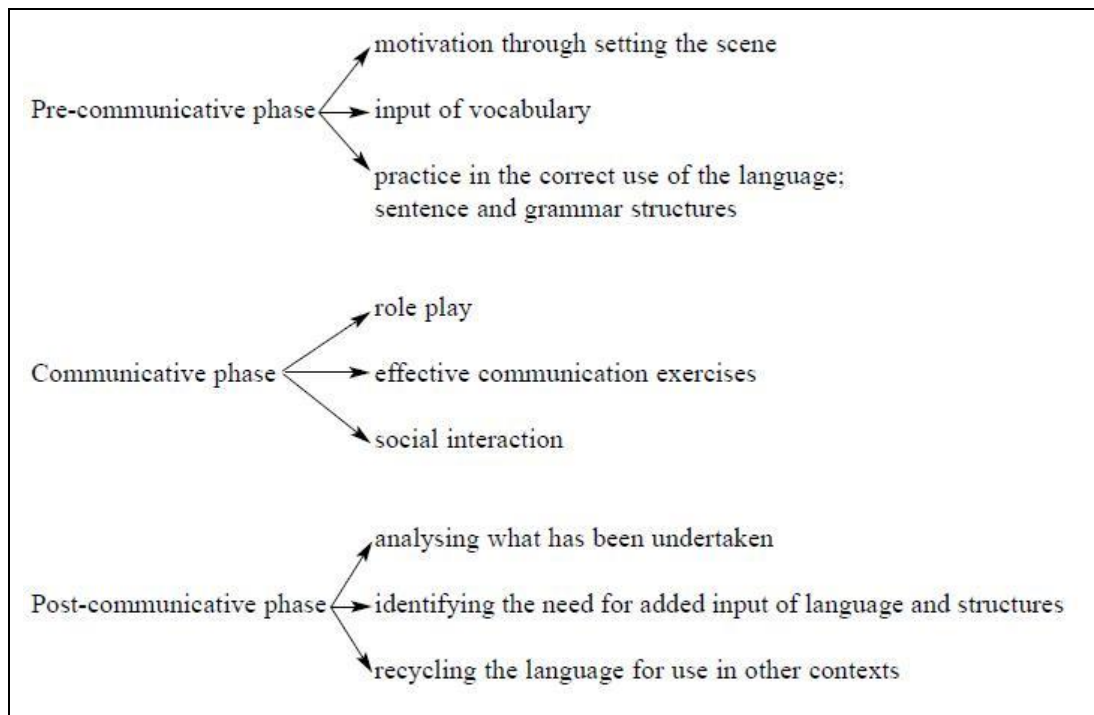 motivation through setting the scene
Pre-communicative phase
input of vocabulary
practice in the correct use of the language;
sentence and grammar structures
role play
Communicative phase
effective communication exercises
social interaction
analysing what has been undertaken
Post-communicative phase
identifying the need for added input of language and structures
recycling the language for use in other contexts